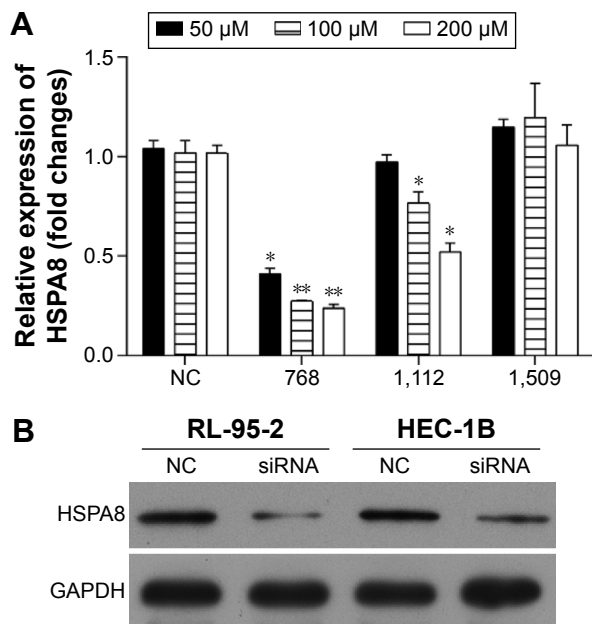 A
50 µM 100 µM 200 µM
Relative expression of
HSPA8 (fold changes)
1.5
1.0
0.5
0.0
* ** **
* *
NC 768 1,112 1,509
B
RL-95-2 HEC-1B
NC siRNA NC siRNA
HSPA8
GAPDH